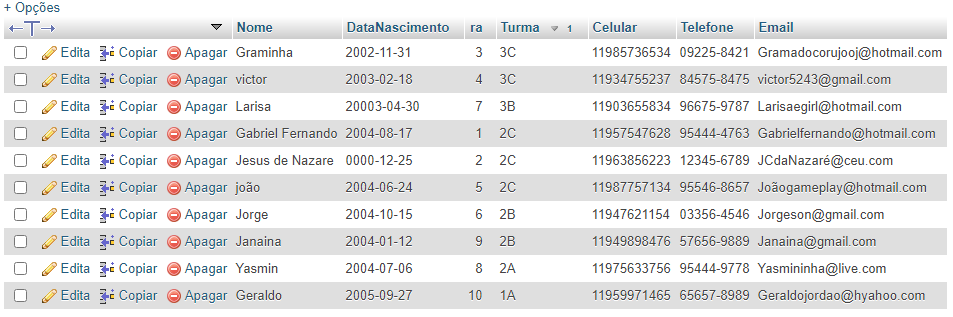 + Opções
Nome DataNascimento ra Turma 1 Celular Telefone Email
Edita Copiar Apagar Graminha 2002-11-31 3 3C 11985736534 09225-8421 Gramadocorujooj@hotmail.com
Edita Copiar Apagar victor 2003-02-18 4 3C 11934755237 84575-8475 victor5243@gmail.com
Edita Copiar Apagar Larisa 20003-04-30 7 3B 11903655834 96675-9787 Larisaegirl@hotmail.com
Edita Copiar Apagar Gabriel Fernando 2004-08-17 1 2C 11957547628 95444-4763 Gabrielfernando@hotmail.com
Edita Copiar Apagar Jesus de Nazare 0000-12-25 2 2C 11963856223 12345-6789 JCdaNazaré@ceu.com
Edita Copiar Apagar joão 2004-06-24 5 2C 11987757134 95546-8657 Joãogameplay@hotmail.com
Edita Copiar Apagar Jorge 2004-10-15 6 2B 11947621154 03356-4546 Jorgeson@gmail.com
Edita Copiar Apagar Janaina 2004-01-12 9 2B 11949898476 57656-9889 Janaina@gmail.com
Edita Copiar Apagar Yasmin 2004-07-06 8 2A 11975633756 95444-9778 Yasmininha@live.com
Edita Copiar Apagar Geraldo 2005-09-27 10 1A 11959971465 65657-8989 Geraldojordao@hyahoo.com